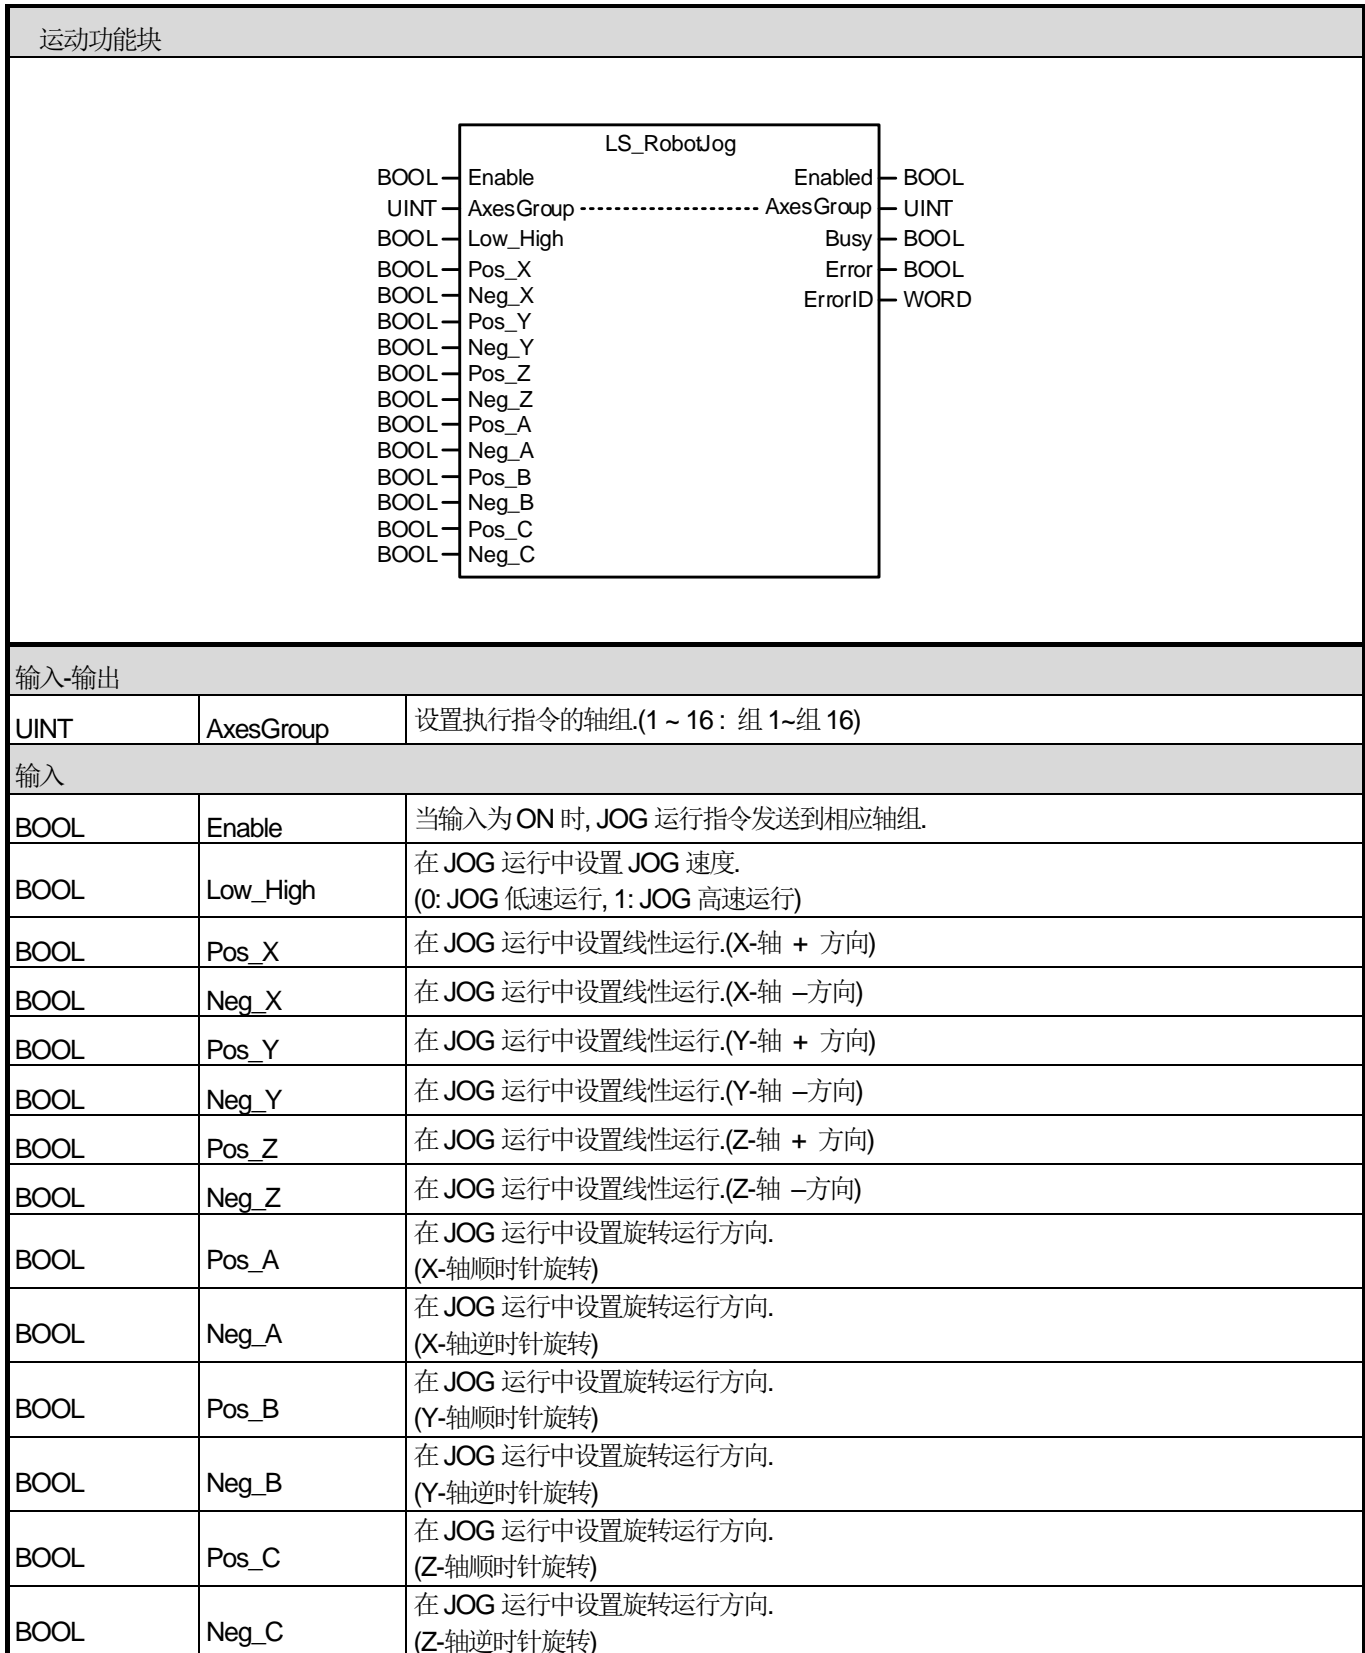 运动功能块
LS_RobotJog
BOOL Enable Enabled BOOL
UINT AxesGroup AxesGroup UINT
BOOL Low_High Busy BOOL
BOOL Pos_X Error BOOL
BOOL Neg_X ErrorID WORD
BOOL Pos_Y
BOOL Neg_Y
BOOL Pos_Z
BOOL Neg_Z
BOOL Pos_A
BOOL Neg_A
BOOL Pos_B
BOOL Neg_B
BOOL Pos_C
BOOL Neg_C
输入-输出
UINT AxesGroup 设置执行指令的轴组.(1 ~ 16 : 组 1~组 16)
输入
BOOL Enable 当输入为 ON 时, JOG 运行指令发送到相应轴组.
BOOL Low_High 在 JOG 运行中设置 JOG 速度.
(0: JOG 低速运行, 1: JOG 高速运行)
BOOL Pos_X 在 JOG 运行中设置线性运行.(X-轴 + 方向)
BOOL Neg_X 在 JOG 运行中设置线性运行.(X-轴 –方向)
BOOL Pos_Y 在 JOG 运行中设置线性运行.(Y-轴 + 方向)
BOOL Neg_Y 在 JOG 运行中设置线性运行.(Y-轴 –方向)
BOOL Pos_Z 在 JOG 运行中设置线性运行.(Z-轴 + 方向)
BOOL Neg_Z 在 JOG 运行中设置线性运行.(Z-轴 –方向)
BOOL Pos_A 在 JOG 运行中设置旋转运行方向.
(X-轴顺时针旋转)
BOOL Neg_A 在 JOG 运行中设置旋转运行方向.
(X-轴逆时针旋转)
BOOL Pos_B 在 JOG 运行中设置旋转运行方向.
(Y-轴顺时针旋转)
BOOL Neg_B 在 JOG 运行中设置旋转运行方向.
(Y-轴逆时针旋转)
BOOL Pos_C 在 JOG 运行中设置旋转运行方向.
(Z-轴顺时针旋转)
BOOL Neg_C 在 JOG 运行中设置旋转运行方向.
(Z-轴逆时针旋转)